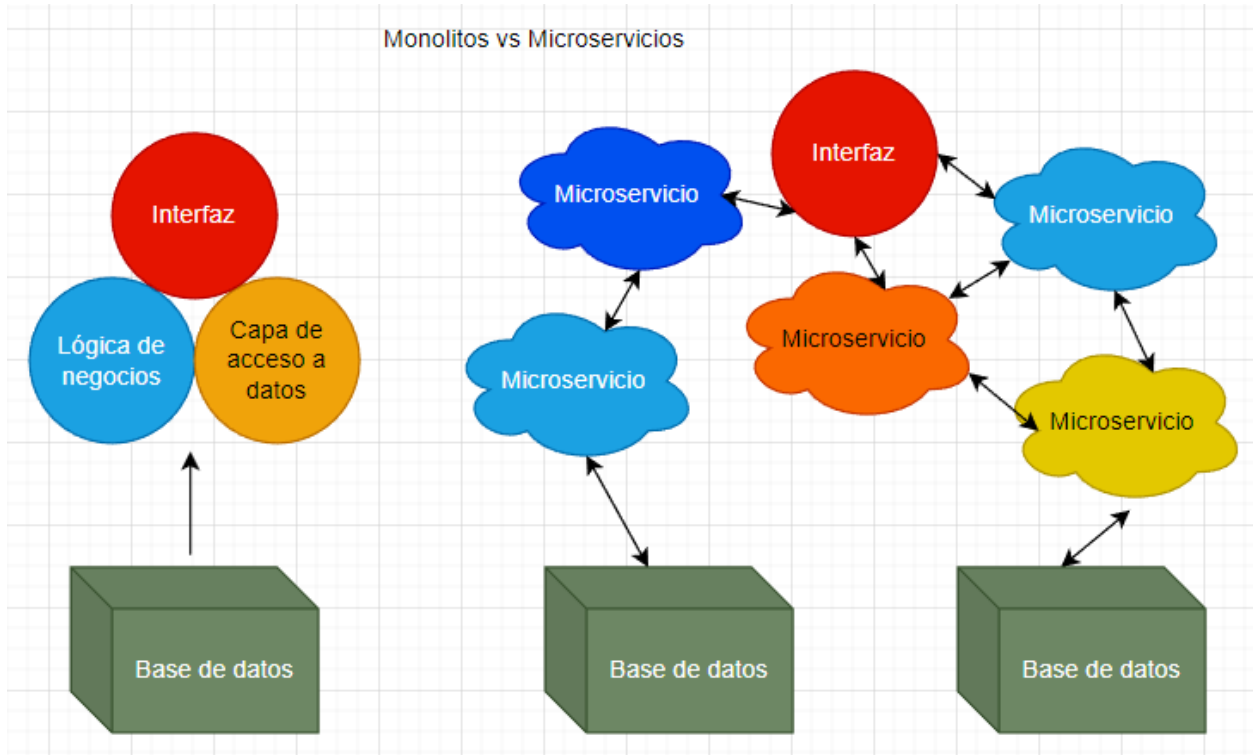 Monolitos vs Microservicios
Interfaz
Lógica de
negocios
Capa de
acceso a
datos
Base de datos
Interfaz
Microservicio
Microservicio
Microservicio
Microservicio
Microservicio
Base de datos
Base de datos